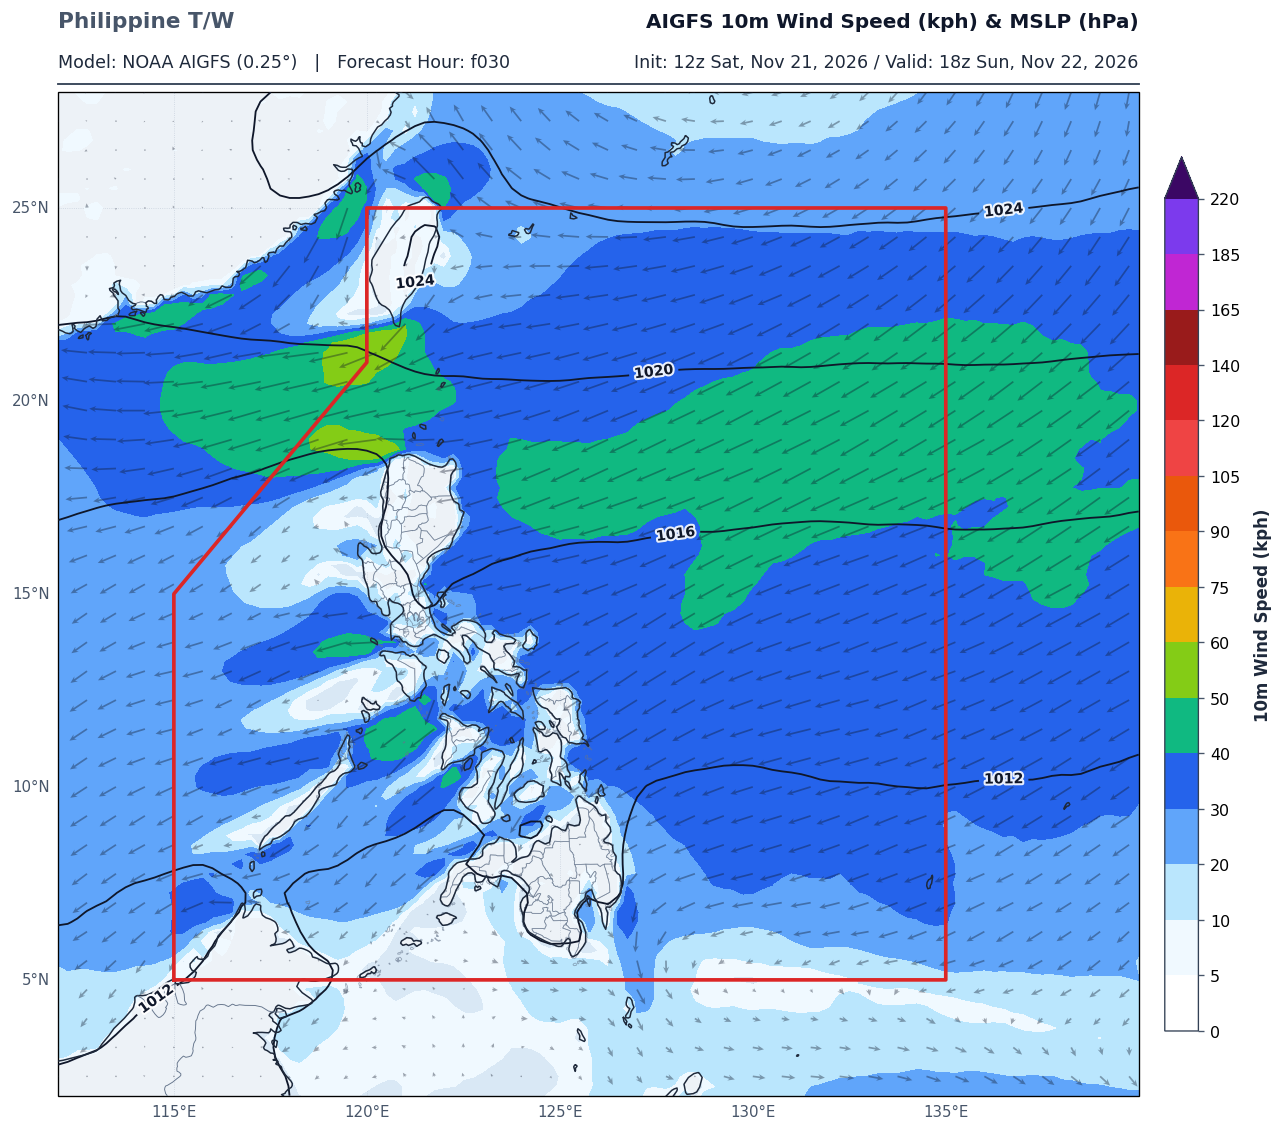 Philippine T/W
AIGFS 10m Wind Speed (kph) & MSLP (hPa)
Model: NOAA AIGFS (0.25°) | Forecast Hour: f030
Init: 12z Sat, Nov 21, 2026 / Valid: 18z Sun, Nov 22, 2026
25°N
20°N
15°N
10°N
5°N
115°E
120°E
125°E
130°E
135°E
1024
1024
1020
1016
1012
1012
220
185
165
140
120
105
90
75
60
50
40
30
20
10
5
0
10m Wind Speed (kph)